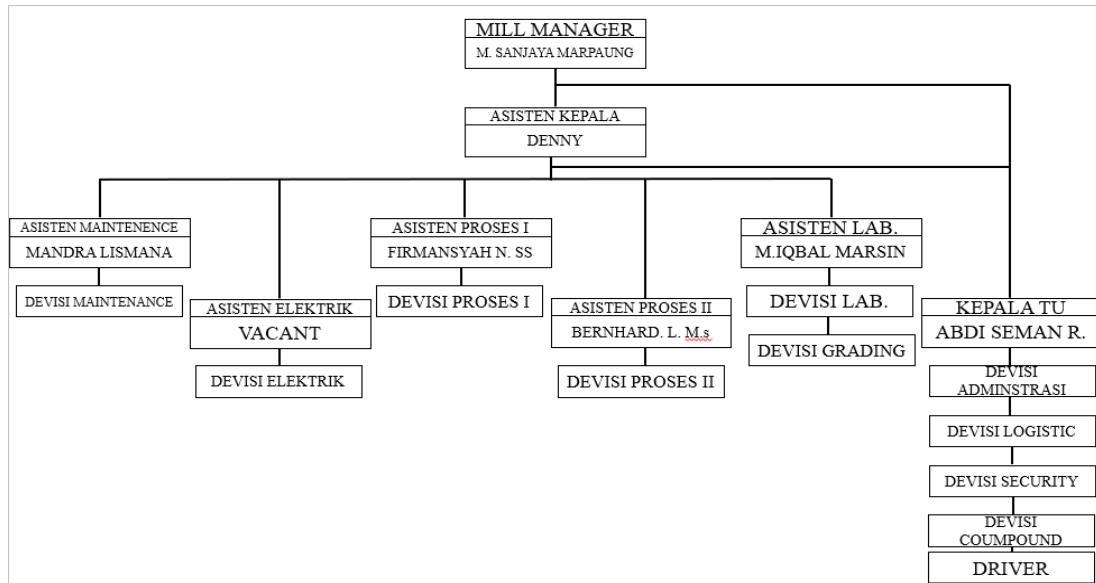 MILL MANAGER
M. SANJAYA MARPAUNG
ASISTEN KEPALA
DENNY
ASISTEN MAINTENENCE
MANDRA LISMANA
DEVISI MAINTENANCE
ASISTEN ELEKTRIK
VACANT
DEVISI ELEKTRIK
ASISTEN PROSES I
FIRMANSYAH N. SS
DEVISI PROSES I
ASISTEN PROSES II
BERNHARD. L. M.s
DEVISI PROSES II
ASISTEN LAB.
M.IQBAL MARSIN
DEVISI LAB.
DEVISI GRADING
KEPALA TU
ABDI SEMAN R.
DEVISI
ADMINSTRASI
DEVISI LOGISTIC
DEVISI SECURITY
DEVISI
COUMPOUND
DRIVER